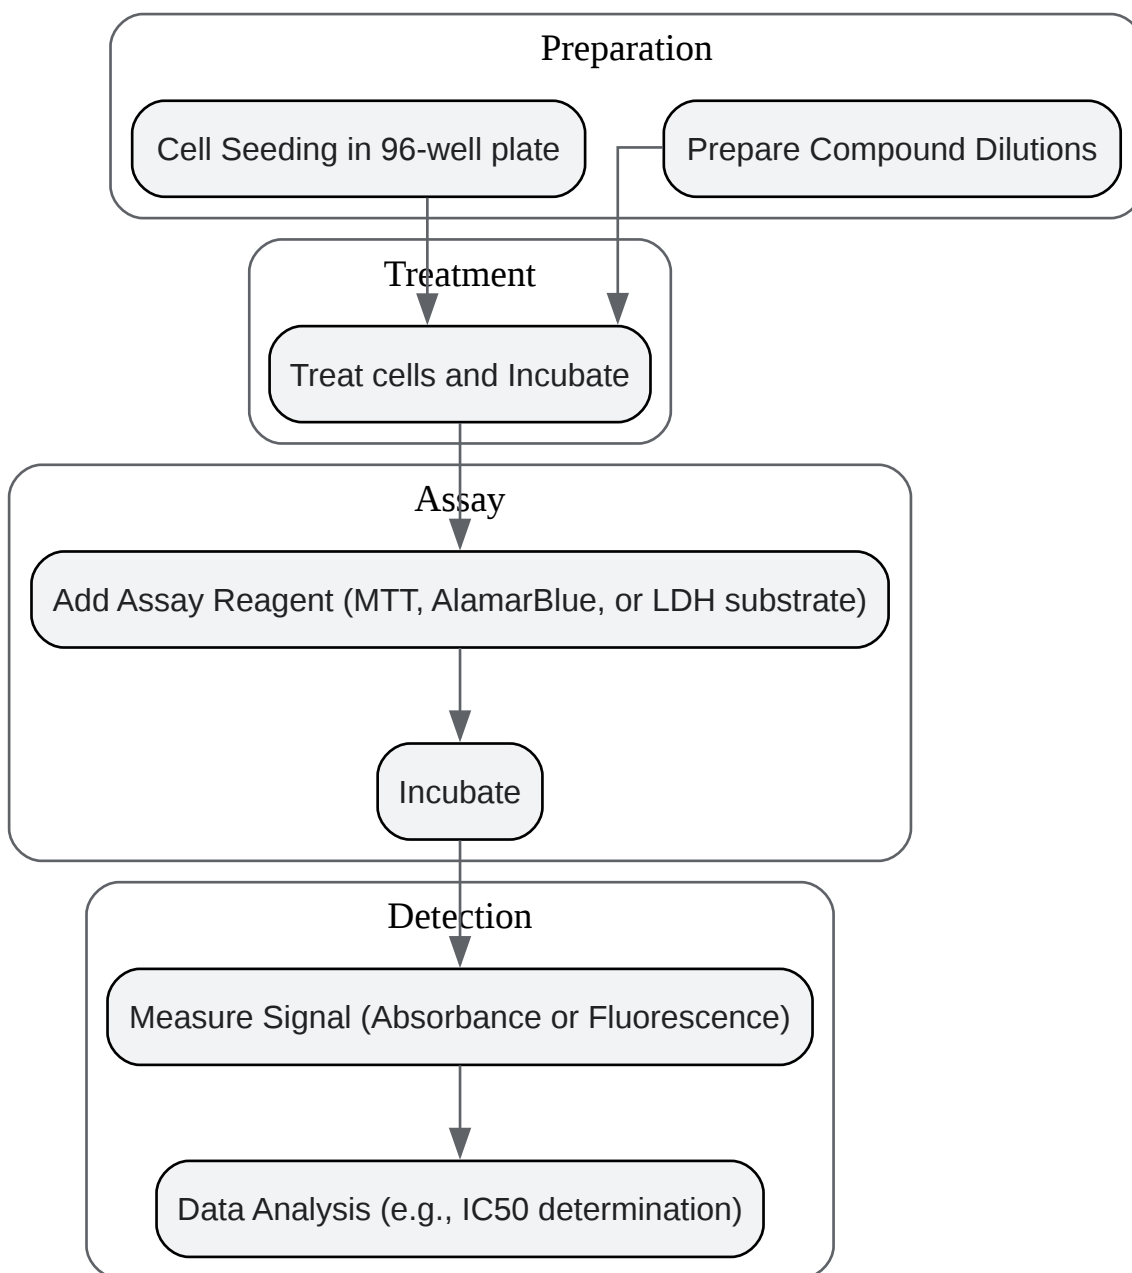 Preparation
Cell Seeding in 96-well plate
Prepare Compound Dilutions
Treatment
Treat cells and Incubate
Assay
Add Assay Reagent (MTT, AlamarBlue, or LDH substrate)
Incubate
Detection
Measure Signal (Absorbance or Fluorescence)
Data Analysis (e.g., IC50 determination)